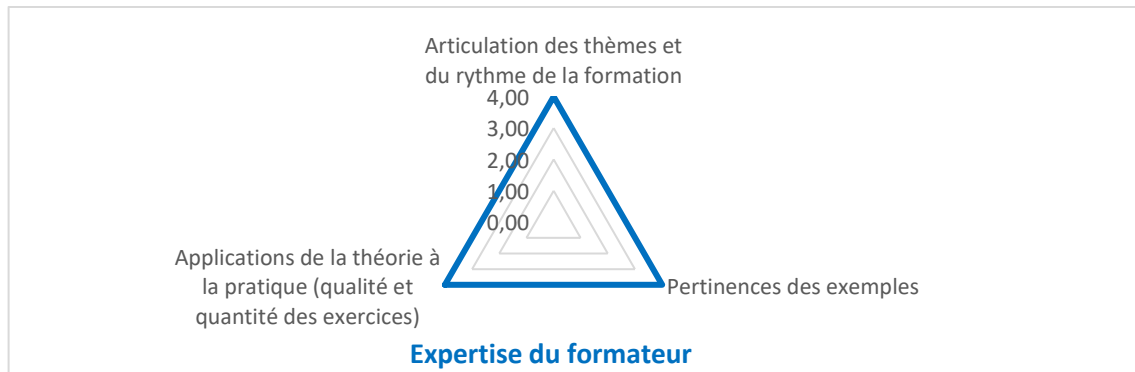 Articulation des thèmes et
du rythme de la formation
4,00
3,00
2,00
1,00
0,00
Applications de la théorie à
la pratique (qualité et
quantité des exercices)
Pertinences des exemples
Expertise du formateur